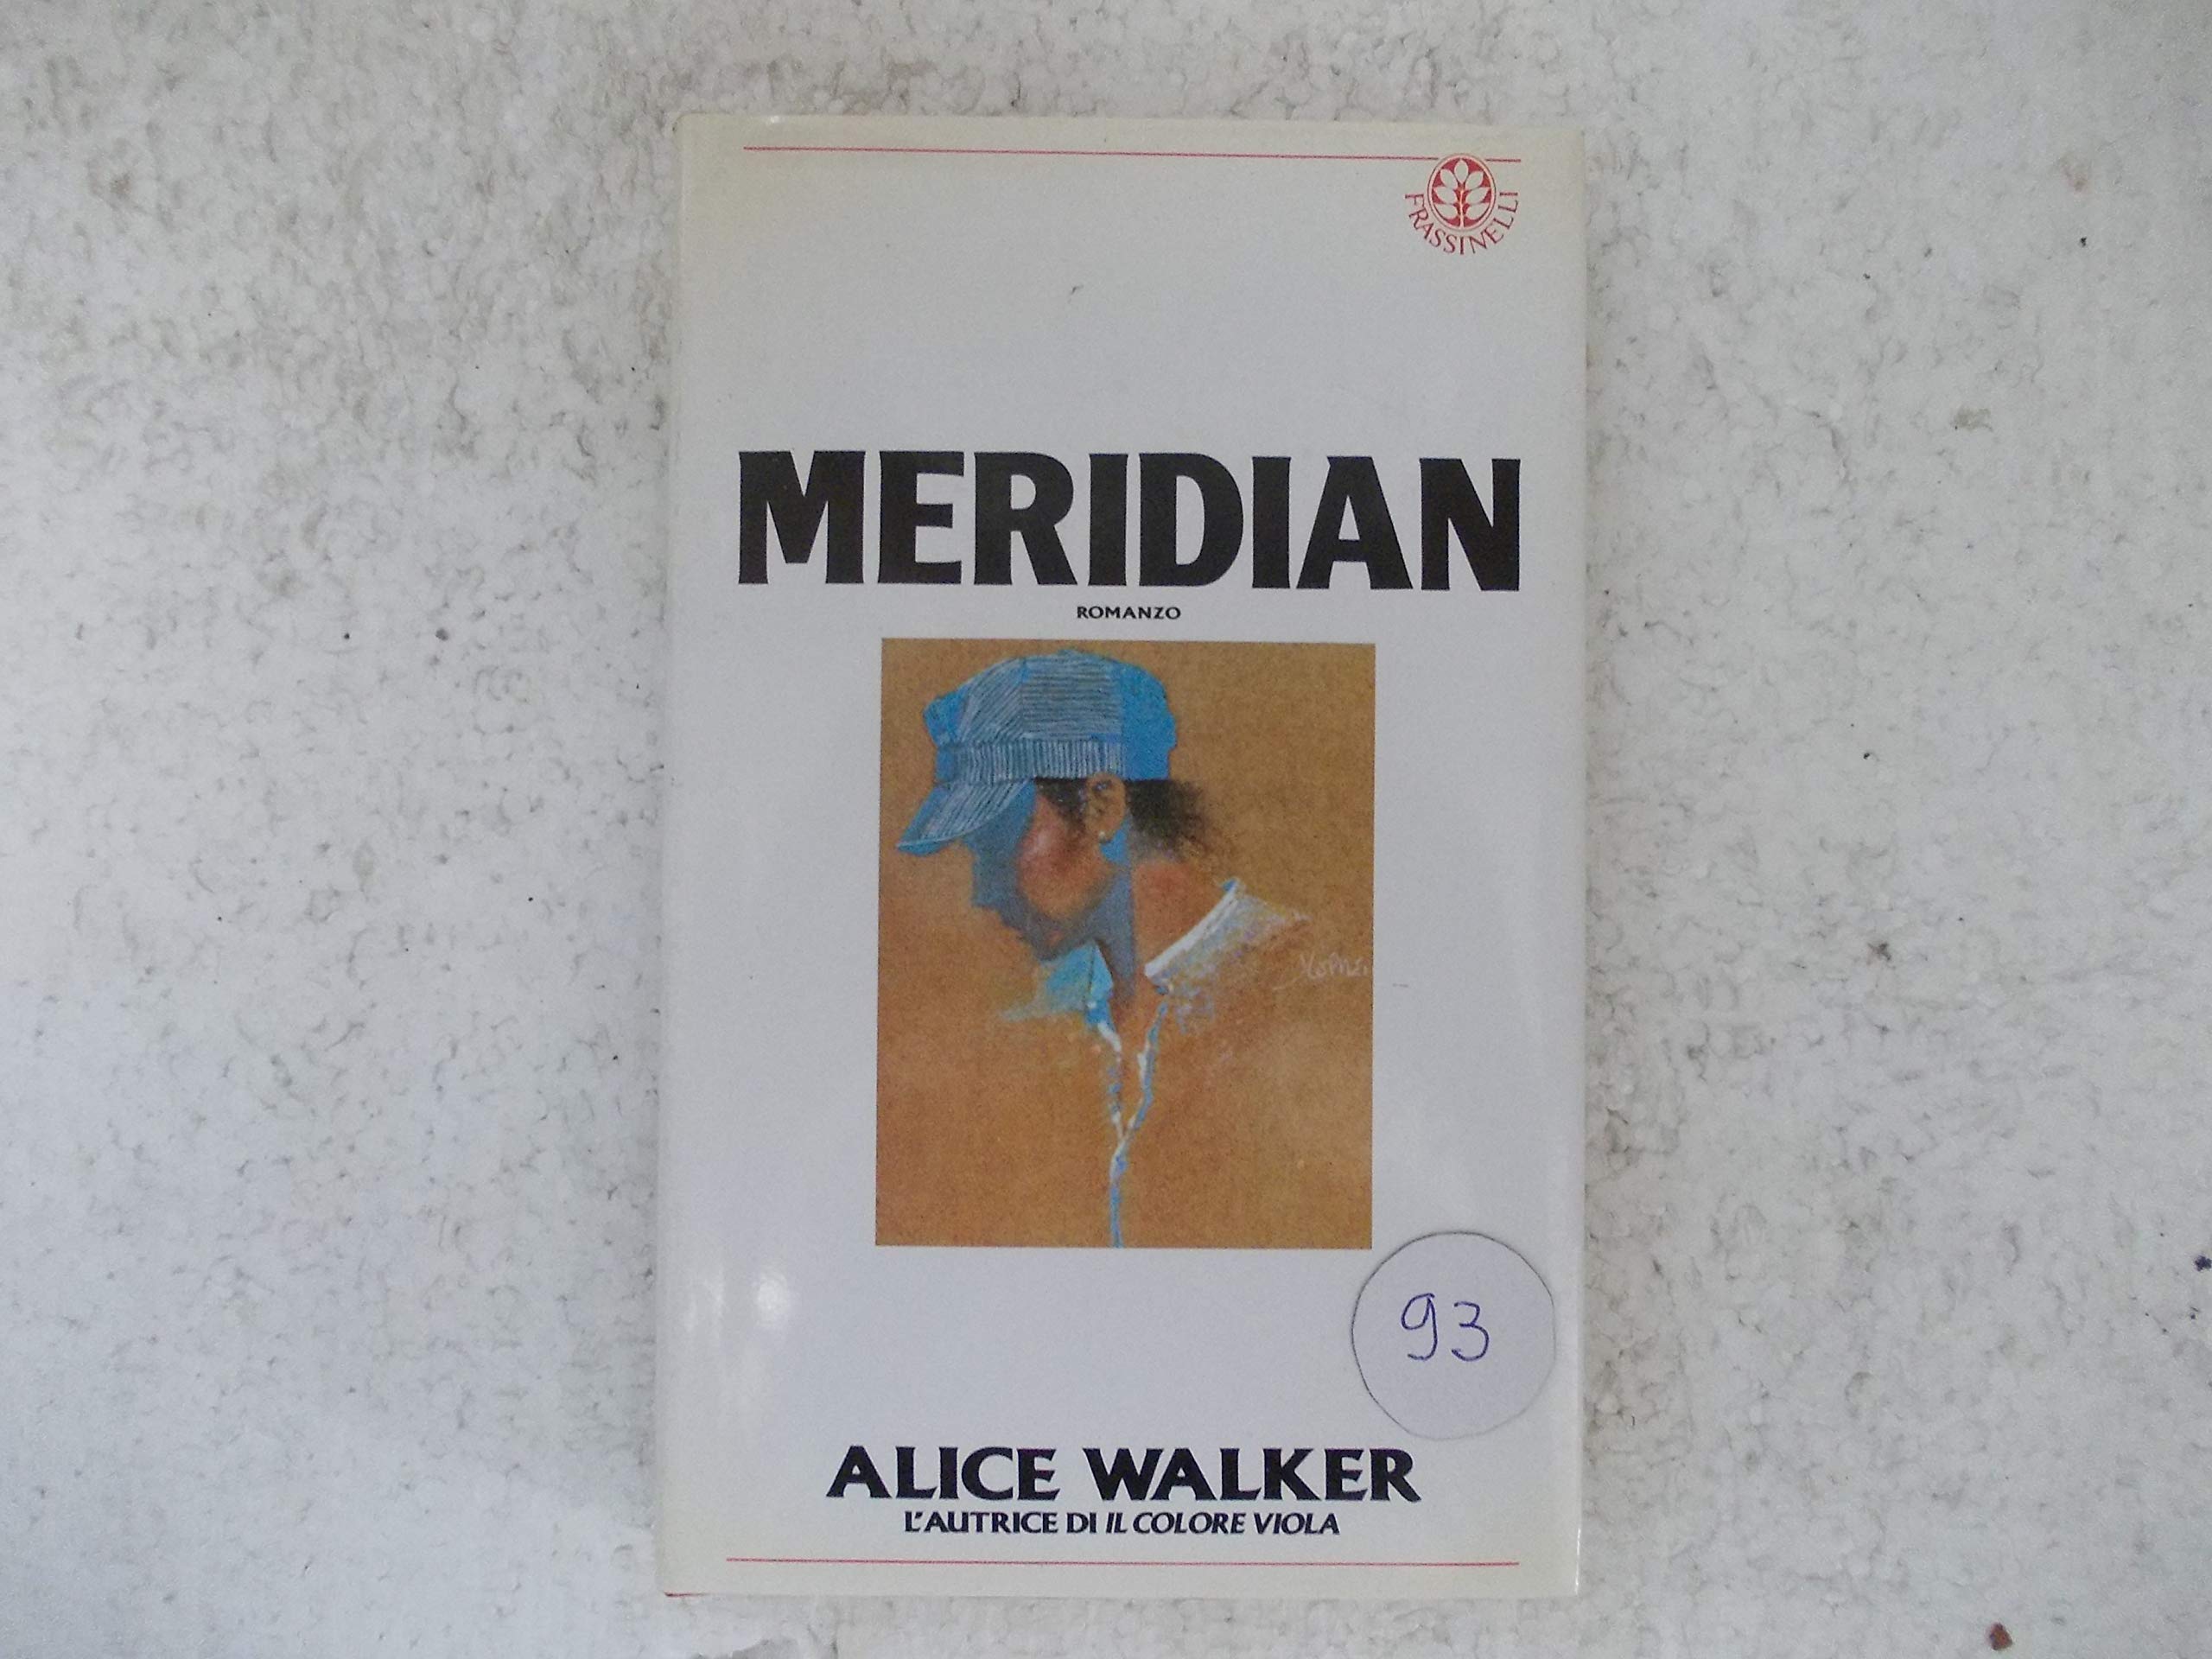 FRASSINELLI
MERIDIAN
ROMANZO
93
ALICE WALKER
L'AUTRICE DI IL COLORE VIOLA